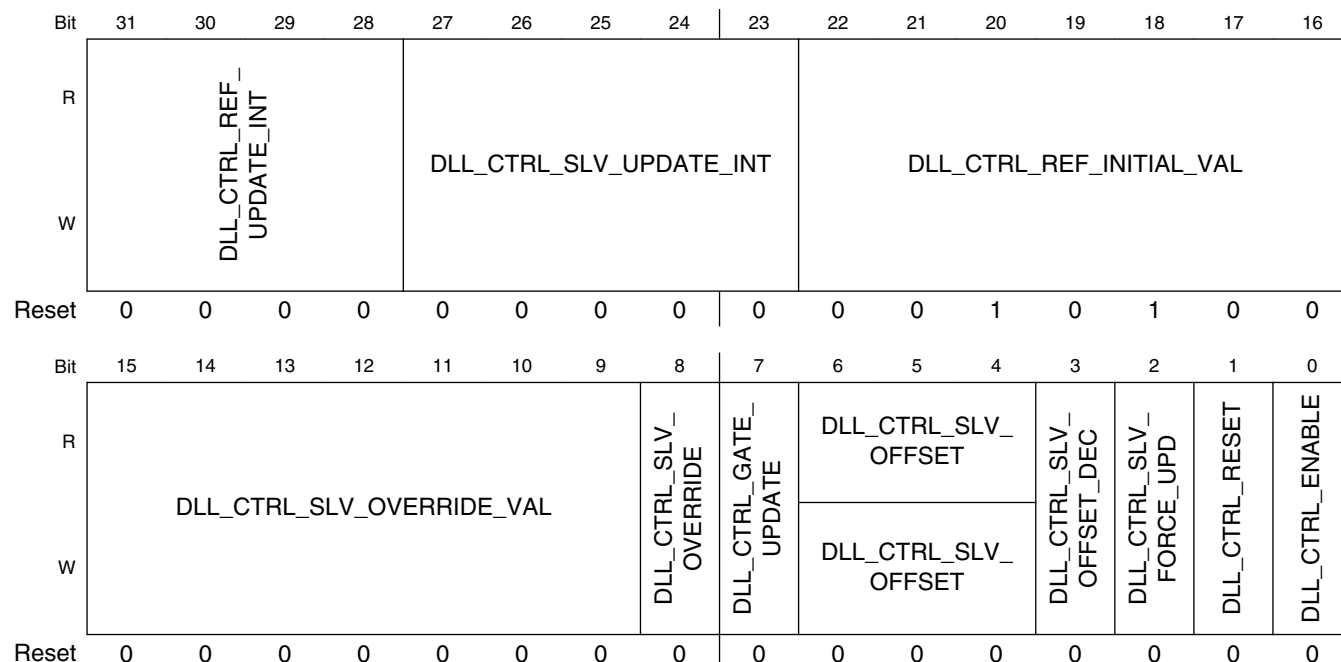 Bit 31 30 29 28 27 26 25 24 23 22 21 20 19 18 17 16
R
W
DLL_CTRL_REF_
UPDATE_INT
DLL_CTRL_SLV_UPDATE_INT
DLL_CTRL_REF_INITIAL_VAL
Reset 0 0 0 0 0 0 0 0 0 0 0 1 0 1 0 0
Bit 15 14 13 12 11 10 9 8 7 6 5 4 3 2 1 0
R
W
DLL_CTRL_SLV_OVERRIDE_VAL
DLL_CTRL_SLV_
OVERRIDE
DLL_CTRL_GATE_
UPDATE
DLL_CTRL_SLV_
OFFSET
DLL_CTRL_SLV_
OFFSET
DLL_CTRL_SLV_
OFFSET_DEC
DLL_CTRL_SLV_
FORCE_UPD
DLL_CTRL_RESET
DLL_CTRL_ENABLE
Reset 0 0 0 0 0 0 0 0 0 0 0 0 0 0 0 0